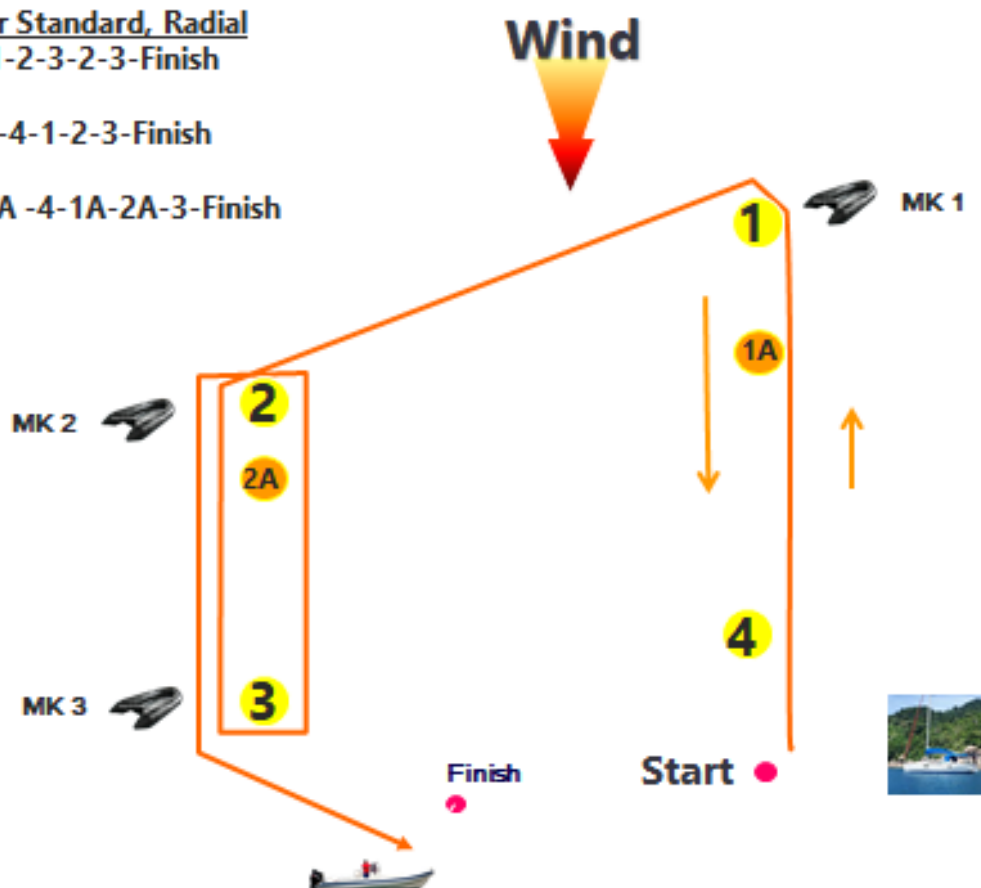 r Standard, Radial
-2-3-2-3-Finish
-4-1-2-3-Finish
A -4-1A-2A-3-Finish
Wind
1
MK 1
1A
2
MK 2
2A
4
3
MK 3
Finish
Start